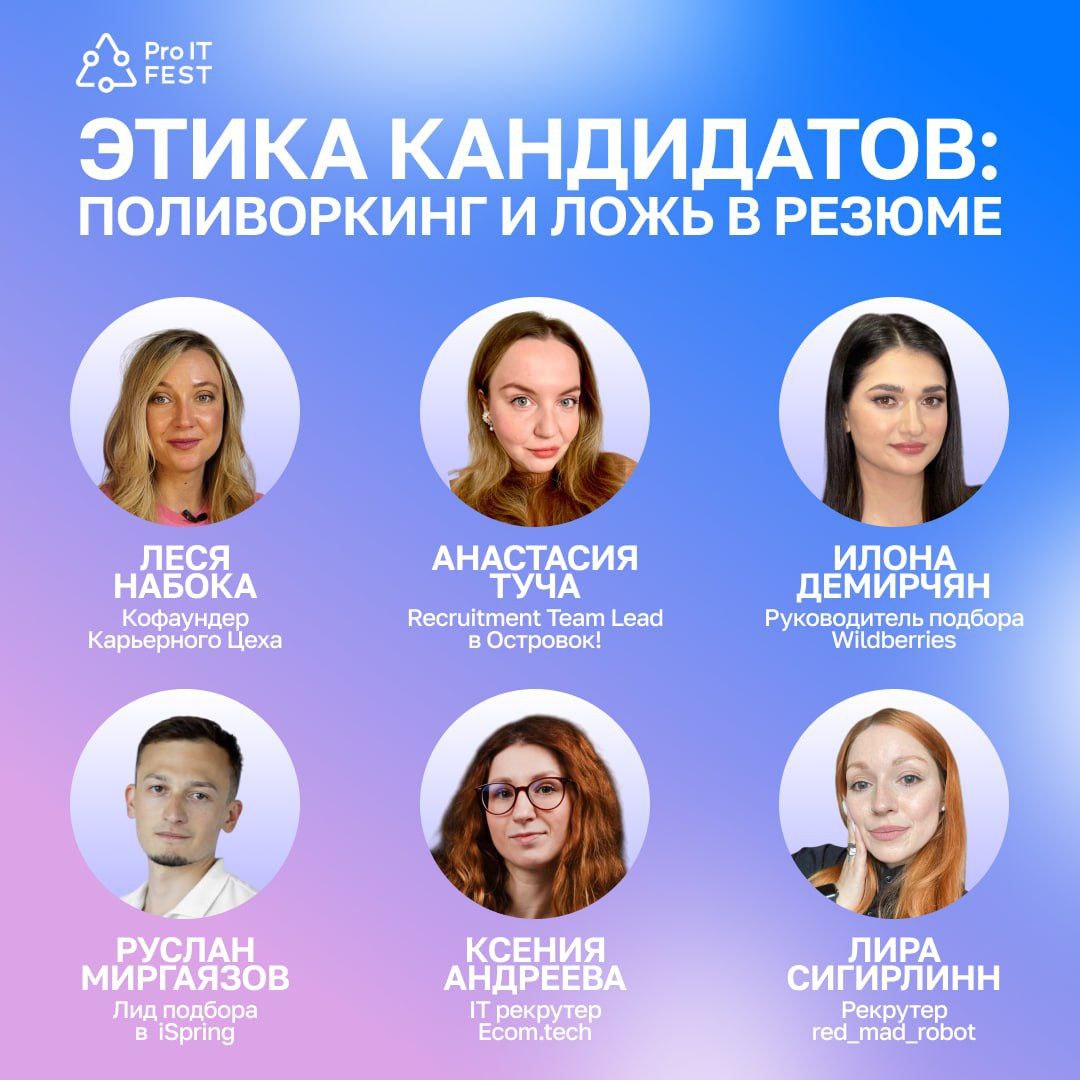 Pro IT
FEST
ЭТИКА КАНДИДАТОВ:
ПОЛИВОРКИНГ И ЛОЖЬ В РЕЗЮМЕ
ЛЕСЯ
НАБОКА
Кофаундер
Карьерного Цеха
АНАСТАСИЯ
ТУЧА
Recruitment Team Lead
в Островок!
ИЛОНА
ДЕМИРЧЯН
Руководитель подбора
Wildberries
РУСЛАН
МИРГАЯЗОВ
Лид подбора
в iSpring
КСЕНИЯ
АНДРЕЕВА
IT рекрутер
Ecom.tech
ЛИРА
СИГИРЛИНН
Рекрутер
red_mad_robot